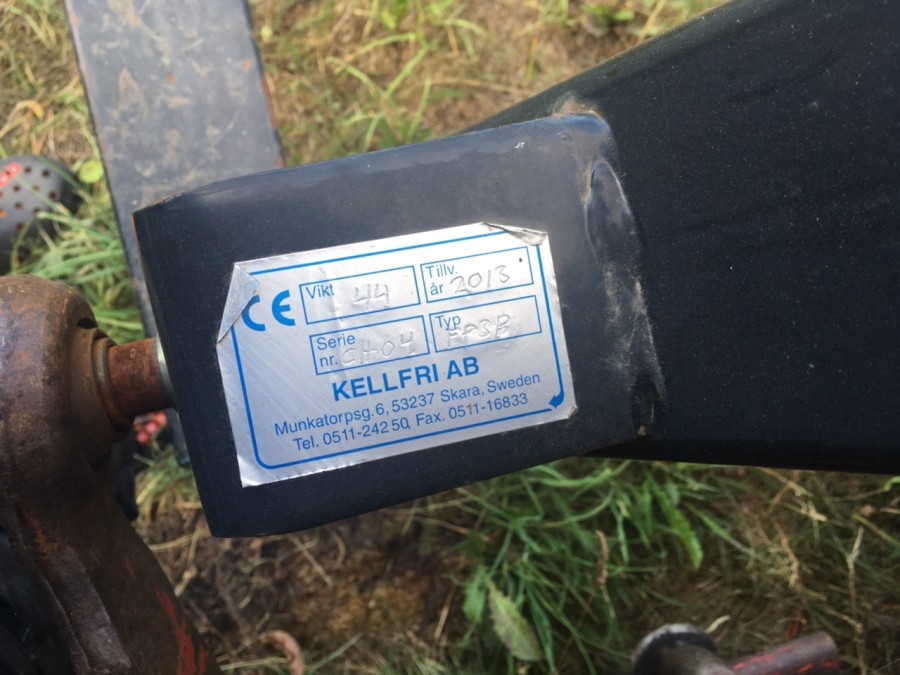 CE
Vikt 44
Tillv. år 2013
Serie nr. GH04
Typ
KELLFRI AB
Munkatorpsg. 6, 53237 Skara, Sweden
Tel. 0511-242 50, Fax. 0511-16833